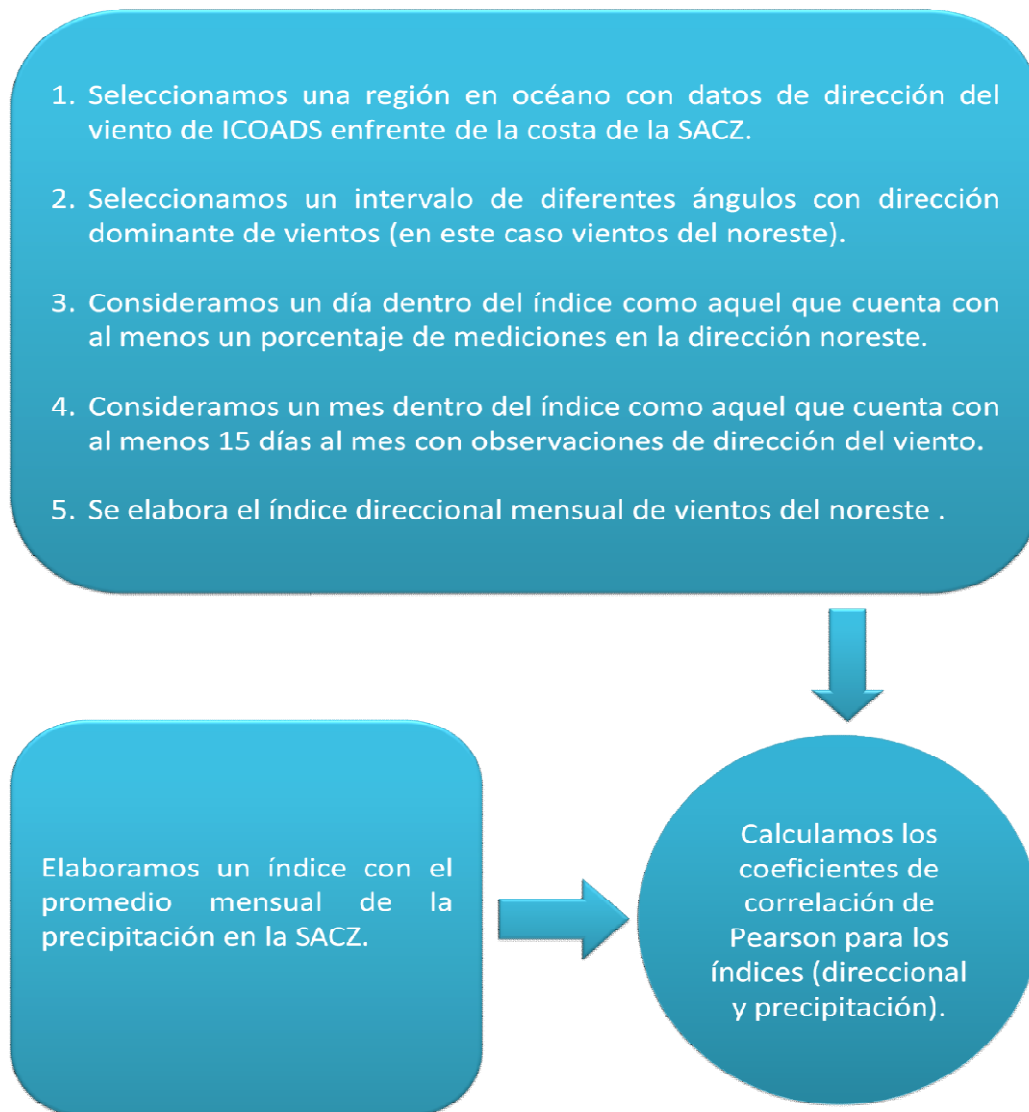 1. Seleccionamos una región en océano con datos de dirección del
viento de ICOADS enfrente de la costa de la SACZ.
2. Seleccionamos un intervalo de diferentes ángulos con dirección
dominante de vientos (en este caso vientos del noreste).
3. Consideramos un día dentro del índice como aquel que cuenta con
al menos un porcentaje de mediciones en la dirección noreste.
4. Consideramos un mes dentro del índice como aquel que cuenta con
al menos 15 días al mes con observaciones de dirección del viento.
5. Se elabora el índice direccional mensual de vientos del noreste .
Elaboramos un índice con el
promedio mensual de la
precipitación en la SACZ.
Calculamos los
coeficientes de
correlación de
Pearson para los
índices (direccional
y precipitación).